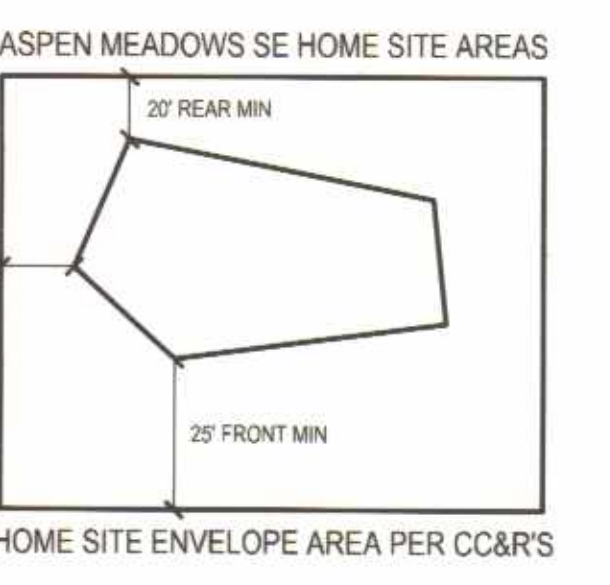 ASPEN MEADOWS SE HOME SITE AREAS
20' REAR MIN
25' FRONT MIN
HOME SITE ENVELOPE AREA PER CC&R'S